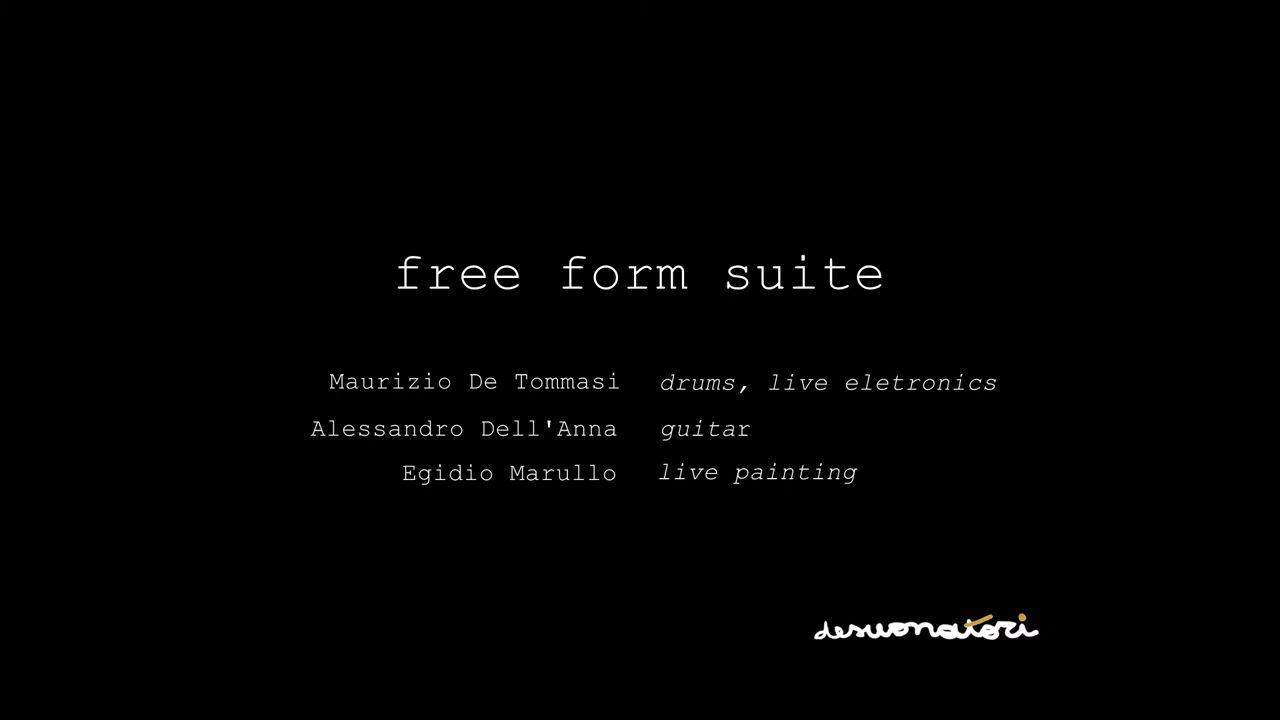 free form suite
Maurizio De Tommasi drums, live eletronics
Alessandro Dell'Anna guitar
Egidio Marullo live painting
desuonatori